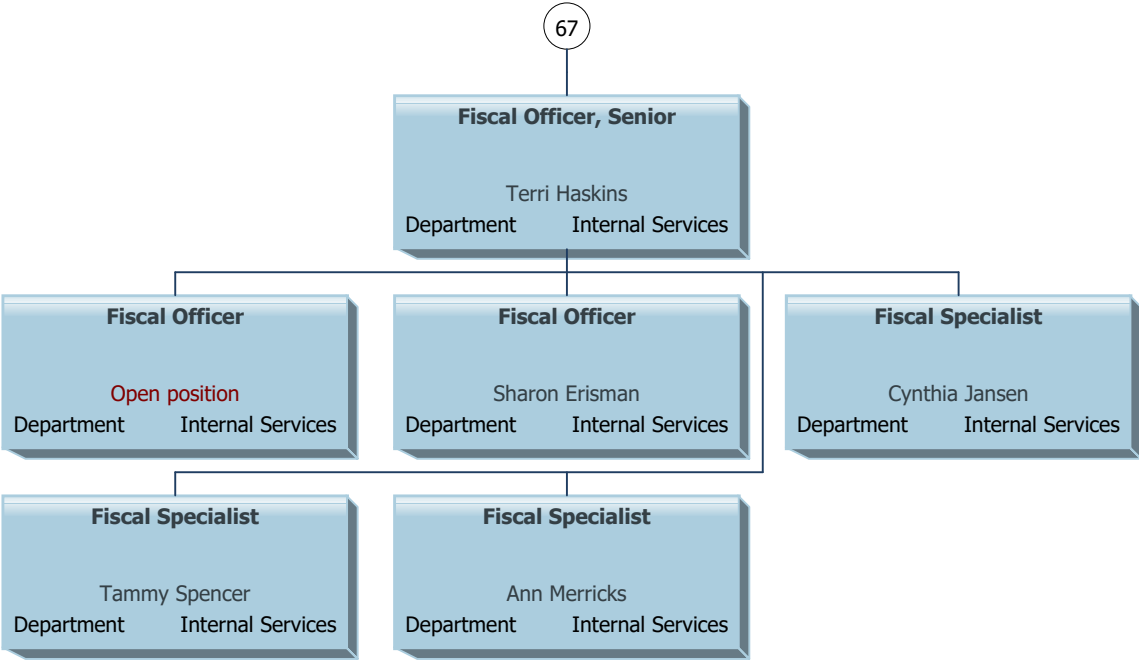 67
Fiscal Officer, Senior
Terri Haskins
Department Internal Services
Fiscal Officer
Open position
Department Internal Services
Fiscal Officer
Sharon Erisman
Department Internal Services
Fiscal Specialist
Cynthia Jansen
Department Internal Services
Fiscal Specialist
Tammy Spencer
Department Internal Services
Fiscal Specialist
Ann Merricks
Department Internal Services